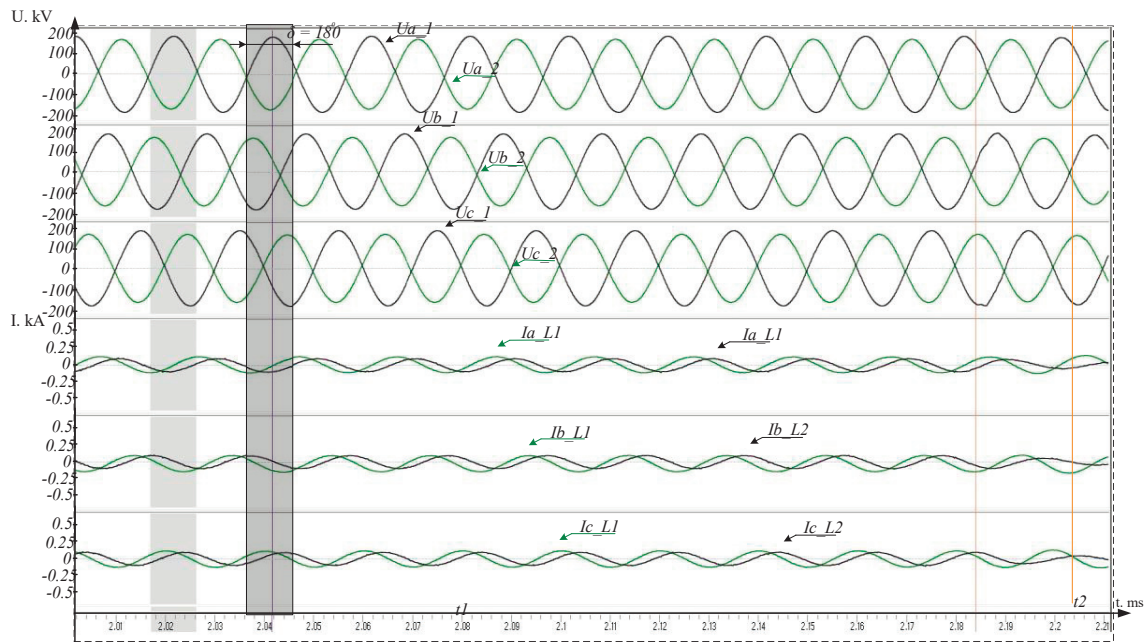 U. kV
200
100
0
-100
-200
δ = 180
Ua_1
Ua_2
200
100
0
-100
-200
Ub_1
Ub_2
200
100
0
-100
-200
Uc_1
Uc_2
I. kA
0.5
0.25
0
-0.25
-0.5
Ia_L1
Ia_L1
0.5
0.25
0
-0.25
-0.5
Ib_L1
Ib_L2
0.5
0.25
0
-0.25
-0.5
Ic_L1
Ic_L2
t1
t2
t. ms
2.01 2.02 2.03 2.04 2.05 2.06 2.07 2.08 2.09 2.10 2.11 2.12 2.13 2.14 2.15 2.16 2.17 2.18 2.19 2.2 2.21